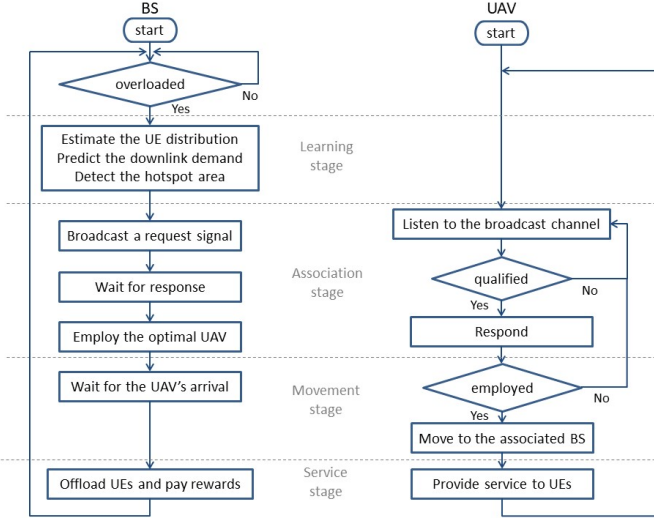 BS
start
overloaded
No
Yes
Estimate the UE distribution
Predict the downlink demand
Detect the hotspot area
Broadcast a request signal
Wait for response
Employ the optimal UAV
Wait for the UAV's arrival
Offload UEs and pay rewards
Learning
stage
Association
stage
Movement
stage
Service
stage
UAV
start
Listen to the broadcast channel
qualified
No
Yes
Respond
employed
No
Yes
Move to the associated BS
Provide service to UEs